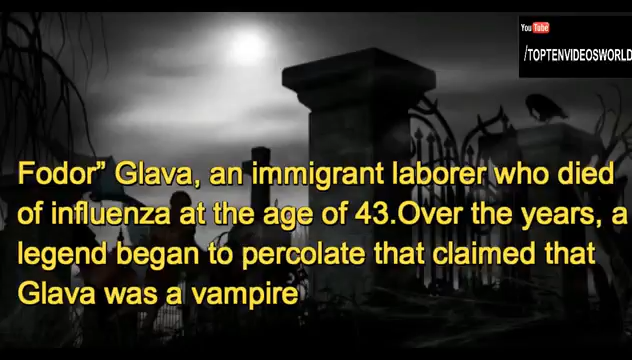 You Tube
/TOPTENVIDEOSWORLD
Fodor” Glava, an immigrant laborer who died
of influenza at the age of 43.Over the years, a
legend began to percolate that claimed that
Glava was a vampire